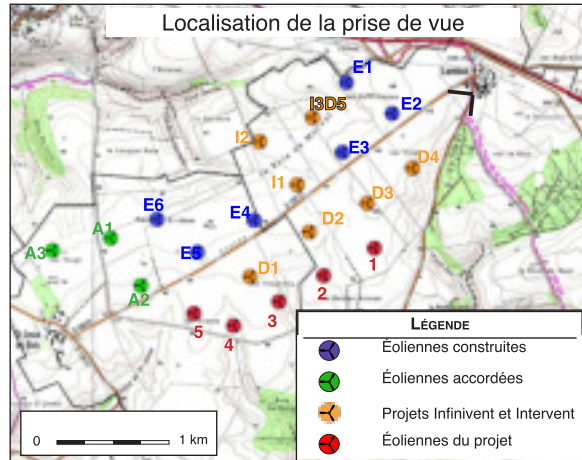 Localisation de la prise de vue
E1
I3D5
E2
I2
E3
D4
I1
D3
E6
E4
D2
A1
A3
E5
1
D1
A2
2
3
5
4
LÉGENDE
Éoliennes construites
Éoliennes accordées
Projets Infinivent et Intervent
Éoliennes du projet
0 1 km